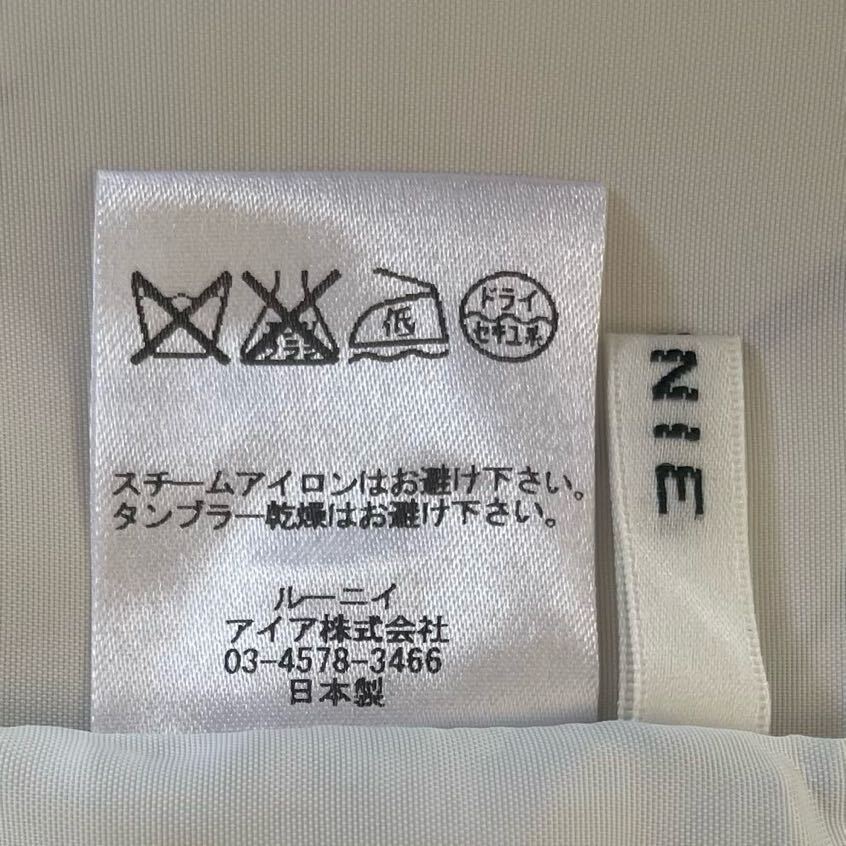 低
ドライ
セキユ系
スチームアイロンはお避け下さい。
タンブラー乾燥はお避け下さい。
ルーニィ
アイア株式会社
03-4578-3466
日本製
NIE